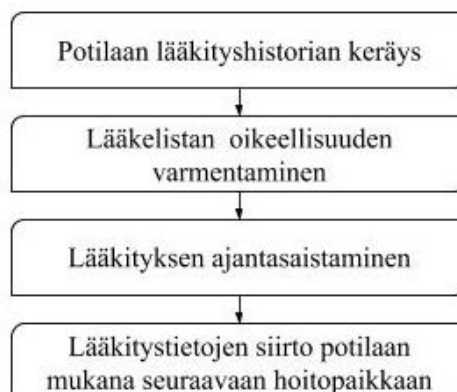 Potilaan lääkityshistorian keräys
Lääkelistan oikeellisuuden
varmentaminen
Lääkityksen ajantasaistaminen
Lääkitystietojen siirto potilaan
mukana seuraavaan hoitopaikkaan